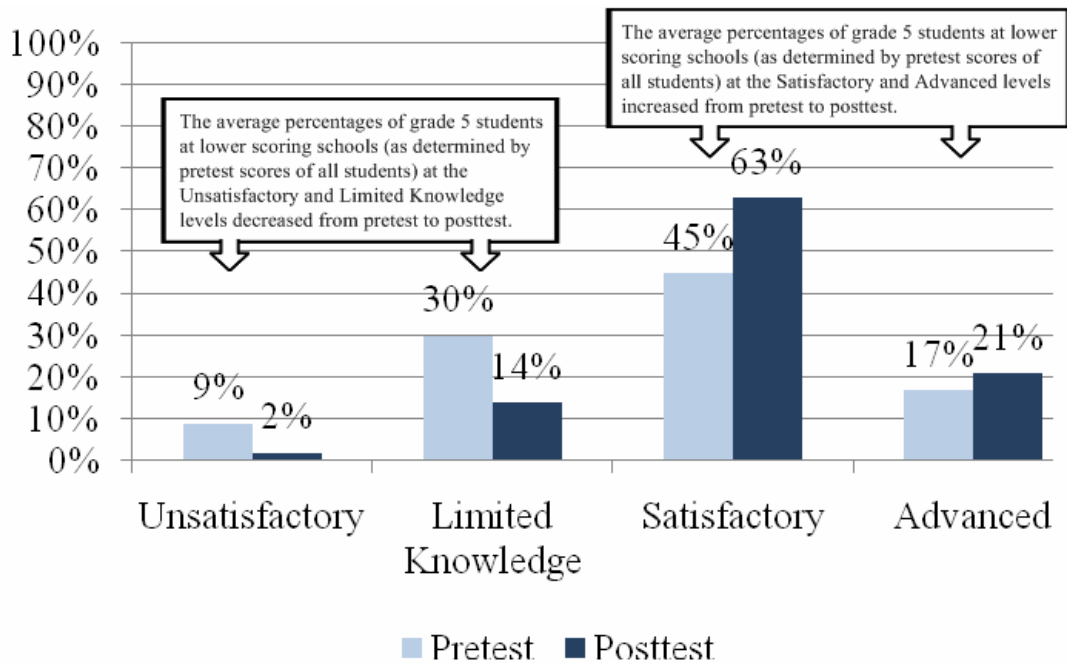 100%
90%
80%
70%
60%
50%
40%
30%
20%
10%
0%
The average percentages of grade 5 students
at lower scoring schools (as determined by
pretest scores of all students) at the
Unsatisfactory and Limited Knowledge
levels decreased from pretest to posttest.
The average percentages of grade 5 students at lower
scoring schools (as determined by pretest scores of
all students) at the Satisfactory and Advanced levels
increased from pretest to posttest.
9%
2%
30%
14%
45%
63%
17%
21%
Unsatisfactory
Limited
Knowledge
Satisfactory
Advanced
Pretest
Posttest